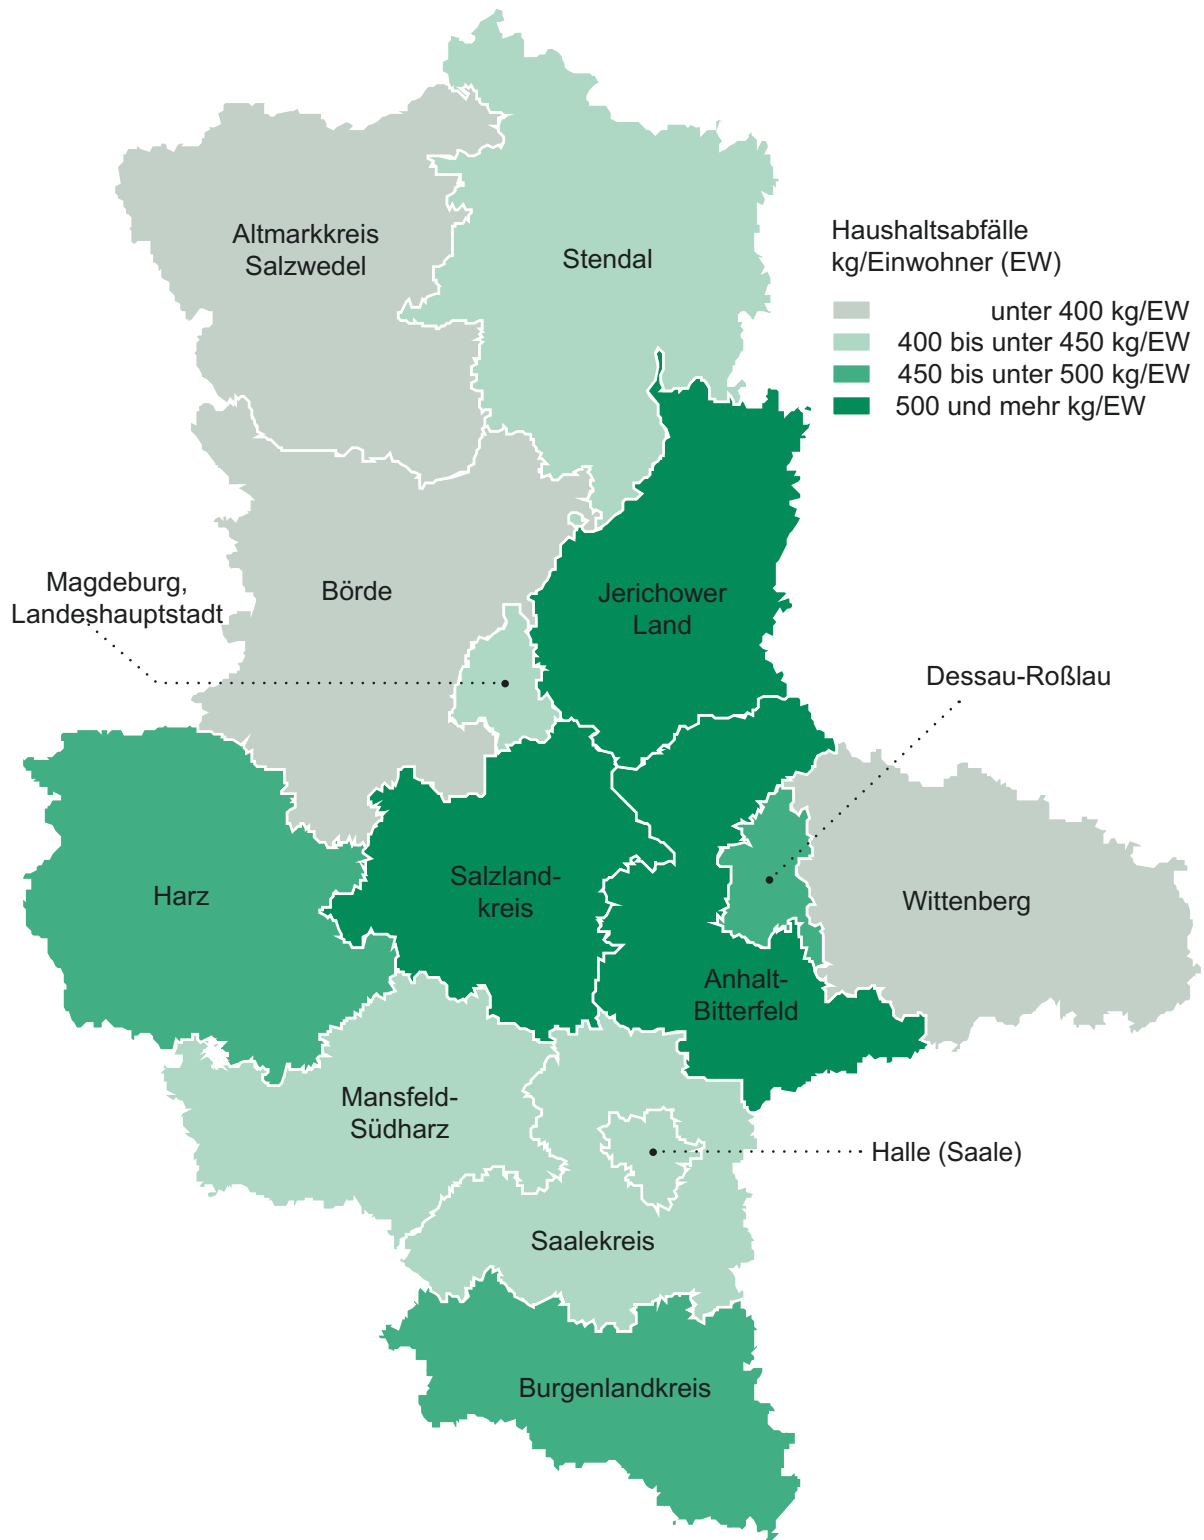 Altmarkkreis
Salzwedel
Stendal
Haushaltsabfälle
kg/Einwohner (EW)
unter 400 kg/EW
400 bis unter 450 kg/EW
450 bis unter 500 kg/EW
500 und mehr kg/EW
Magdeburg,
Landeshauptstadt
Börde
Jerichower
Land
Dessau-Roßlau
Harz
Salzland-
kreis
Wittenberg
Anhalt-
Bitterfeld
Mansfeld-
Südharz
Halle (Saale)
Saalekreis
Burgenlandkreis